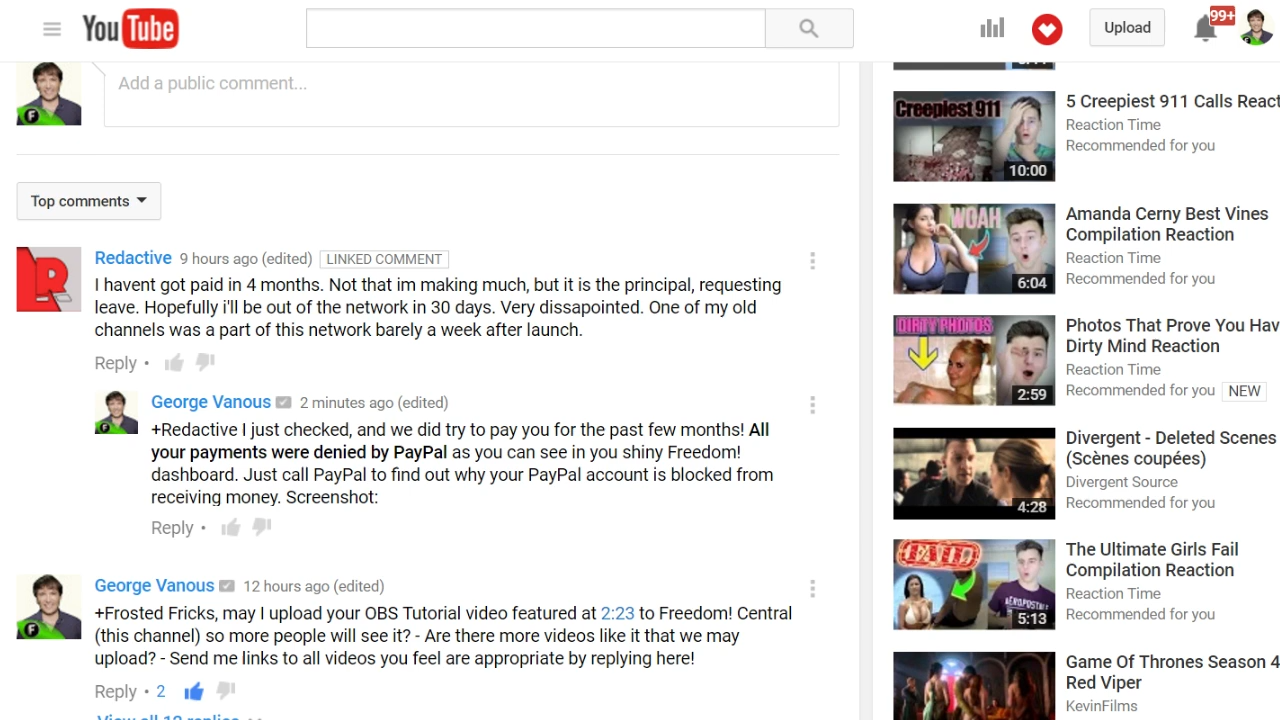 YouTube
Upload
99+
Add a public comment...
Top comments
Redactive 9 hours ago (edited) LINKED COMMENT
I havent got paid in 4 months. Not that im making much, but it is the principal, requesting
leave. Hopefully i'll be out of the network in 30 days. Very dissapointed. One of my old
channels was a part of this network barely a week after launch.
Reply •
George Vanous 2 minutes ago (edited)
+Redactive I just checked, and we did try to pay you for the past few months! All
your payments were denied by PayPal as you can see in you shiny Freedom!
dashboard. Just call PayPal to find out why your PayPal account is blocked from
receiving money. Screenshot:
Reply •
George Vanous 12 hours ago (edited)
+Frosted Fricks, may I upload your OBS Tutorial video featured at 2:23 to Freedom! Central
(this channel) so more people will see it? - Are there more videos like it that we may
upload? - Send me links to all videos you feel are appropriate by replying here!
Reply • 2
View all 12 replies
Creepiest 911
10:00
5 Creepiest 911 Calls React
Reaction Time
Recommended for you
WOAH
6:04
Amanda Cerny Best Vines
Compilation Reaction
Reaction Time
Recommended for you
DIRTY PHOTOS
2:59
Photos That Prove You Hav
Dirty Mind Reaction
Reaction Time
Recommended for you NEW
4:28
Divergent - Deleted Scenes
(Scènes coupées)
Divergent Source
Recommended for you
FAILD
AEROPOSTALE
5:13
The Ultimate Girls Fail
Compilation Reaction
Reaction Time
Recommended for you
Game Of Thrones Season 4
Red Viper
KevinFilms